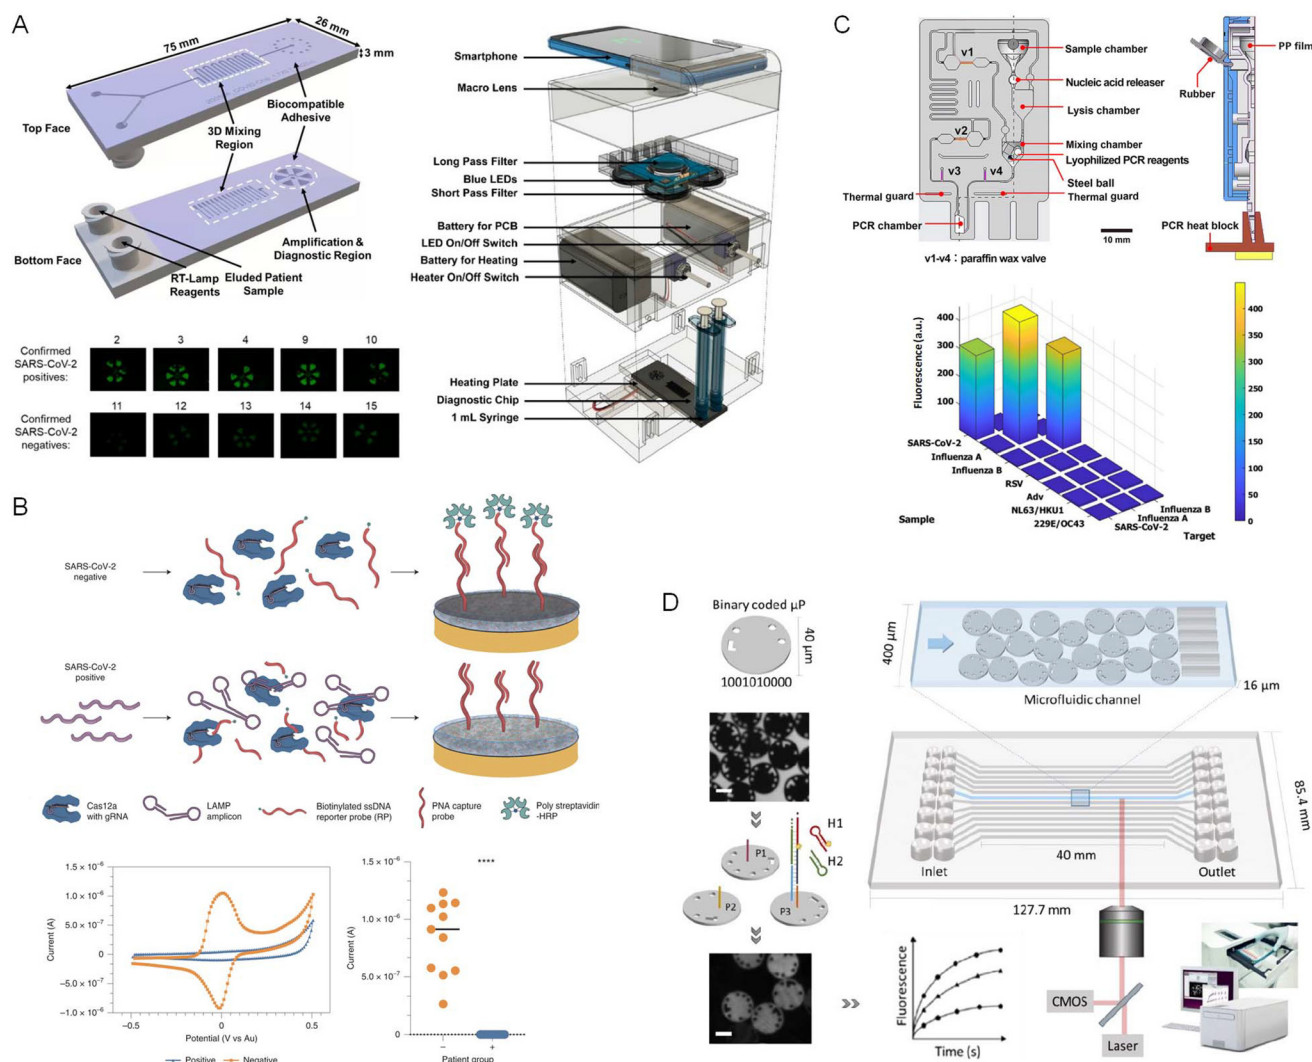 A
75 mm
26 mm
3 mm
Top Face
3D Mixing
Region
Biocompatible
Adhesive
Bottom Face
RT-Lamp
Reagents
Eluded Patient
Sample
Amplification &
Diagnostic Region
Confirmed
SARS-CoV-2
positives:
2
3
4
9
10
Confirmed
SARS-CoV-2
negatives:
11
12
13
14
15
Smartphone
Macro Lens
Long Pass Filter
Blue LEDs
Short Pass Filter
Battery for PCB
LED On/Off Switch
Battery for Heating
Heater On/Off Switch
Heating Plate
Diagnostic Chip
1 mL Syringe
C
v1
v2
v3
v4
Sample chamber
Nucleic acid releaser
Lysis chamber
Mixing chamber
Lyophilized PCR reagents
Steel ball
Thermal guard
Thermal guard
PCR chamber
10 mm
v1-v4：paraffin wax valve
PP film
Rubber
PCR heat block
Fluorescence (a.u.)
400
300
200
100
SARS-CoV-2
Influenza A
Influenza B
RSV
Adv
NL63/HKU1
229E/OC43
Sample
Influenza B
Influenza A
SARS-CoV-2
Target
400
350
300
250
200
150
100
50
0
B
SARS-CoV-2
negative
SARS-CoV-2
positive
Cas12a
with gRNA
LAMP
amplicon
Biotinylated ssDNA
reporter probe (RP)
PNA capture
probe
Poly streptavidin
-HRP
Current (A)
1.5 × 10⁻⁶
1.0 × 10⁻⁶
5.0 × 10⁻⁷
0
−5.0 × 10⁻⁷
−1.0 × 10⁻⁶
−0.5
0
0.5
Potential (V vs Au)
Positive
Negative
Current (A)
1.5 × 10⁻⁶
1.0 × 10⁻⁶
5.0 × 10⁻⁷
0
****
−
+
Patient group
D
Binary coded µP
40 µm
1001010000
P1
P2
P3
H1
H2
400 µm
Microfluidic channel
16 µm
85.4 mm
Inlet
40 mm
Outlet
127.7 mm
Fluorescence
Time (s)
CMOS
Laser